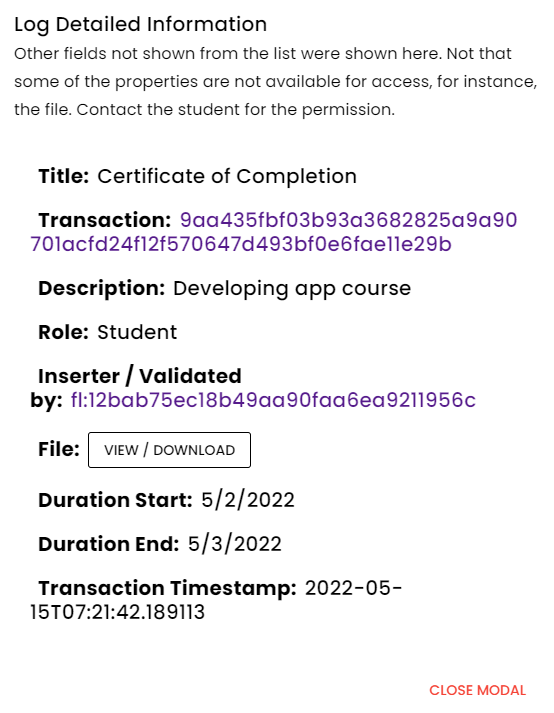 Log Detailed Information
Other fields not shown from the list were shown here. Not that
some of the properties are not available for access, for instance,
the file. Contact the student for the permission.
Title: Certificate of Completion
Transaction: 9aa435fbf03b93a3682825a9a90
701acfd24f12f570647d493bf0e6fae11e29b
Description: Developing app course
Role: Student
Inserter / Validated
by: fl:12bab75ec18b49aa90faa6ea9211956c
File: VIEW / DOWNLOAD
Duration Start: 5/2/2022
Duration End: 5/3/2022
Transaction Timestamp: 2022-05-
15T07:21:42.189113
CLOSE MODAL